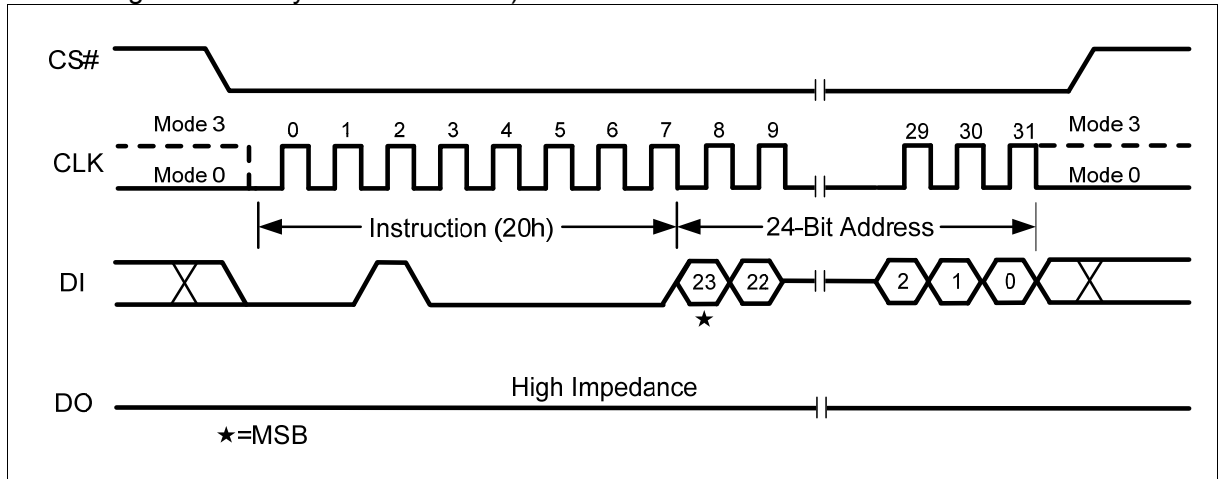 CS#
Mode 3 0 1 2 3 4 5 6 7 8 9 29 30 31 Mode 3
CLK
Mode 0 Mode 0
Instruction (20h) 24-Bit Address
DI 23 22 2 1 0
★
High Impedance
DO
★=MSB